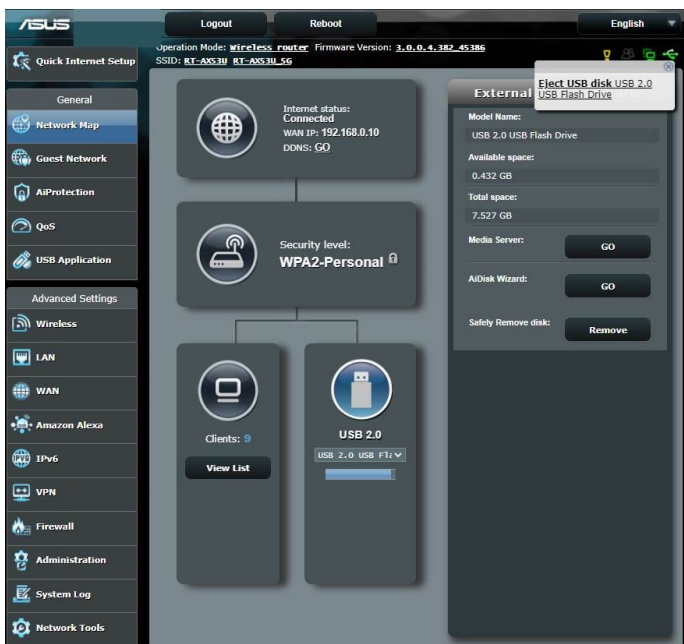 ASUS
Logout
Reboot
English
Quick Internet Setup
Operation Mode: Wireless router Firmware Version: 3.0.0.4.382_45386
SSID: RT-AX53U RT-AX53U_5G
General
Network Map
Guest Network
AiProtection
QoS
USB Application
Advanced Settings
Wireless
LAN
WAN
Amazon Alexa
IPv6
VPN
Firewall
Administration
System Log
Network Tools
Internet status:
Connected
WAN IP: 192.168.0.10
DDNS: GO
Security level:
WPA2-Personal
Clients: 9
View List
USB 2.0
USB 2.0 USB Fl
External
Eject USB disk USB 2.0
USB Flash Drive
Model Name:
USB 2.0 USB Flash Drive
Available space:
0.432 GB
Total space:
7.527 GB
Media Server:
GO
AiDisk Wizard:
GO
Safely Remove disk:
Remove